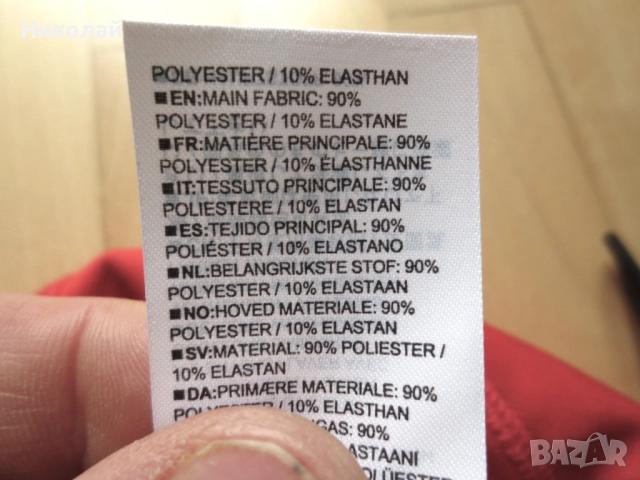 Николай
POLYESTER / 10% ELASTHAN
■EN:MAIN FABRIC: 90%
POLYESTER / 10% ELASTANE
■FR:MATIÈRE PRINCIPALE: 90%
POLYESTER / 10% ÉLASTHANNE
■IT:TESSUTO PRINCIPALE: 90%
POLIESTERE / 10% ELASTAN
■ES:TEJIDO PRINCIPAL: 90%
POLIÉSTER / 10% ELASTANO
■NL:BELANGRIJKSTE STOF: 90%
POLYESTER / 10% ELASTAAN
■NO:HOVED MATERIALE: 90%
POLYESTER / 10% ELASTAN
■SV:MATERIAL: 90% POLIESTER /
10% ELASTAN
■DA:PRIMÆRE MATERIALE: 90%
POLYESTER / 10% ELASTHAN
90%
BAZAR
bazar.bg